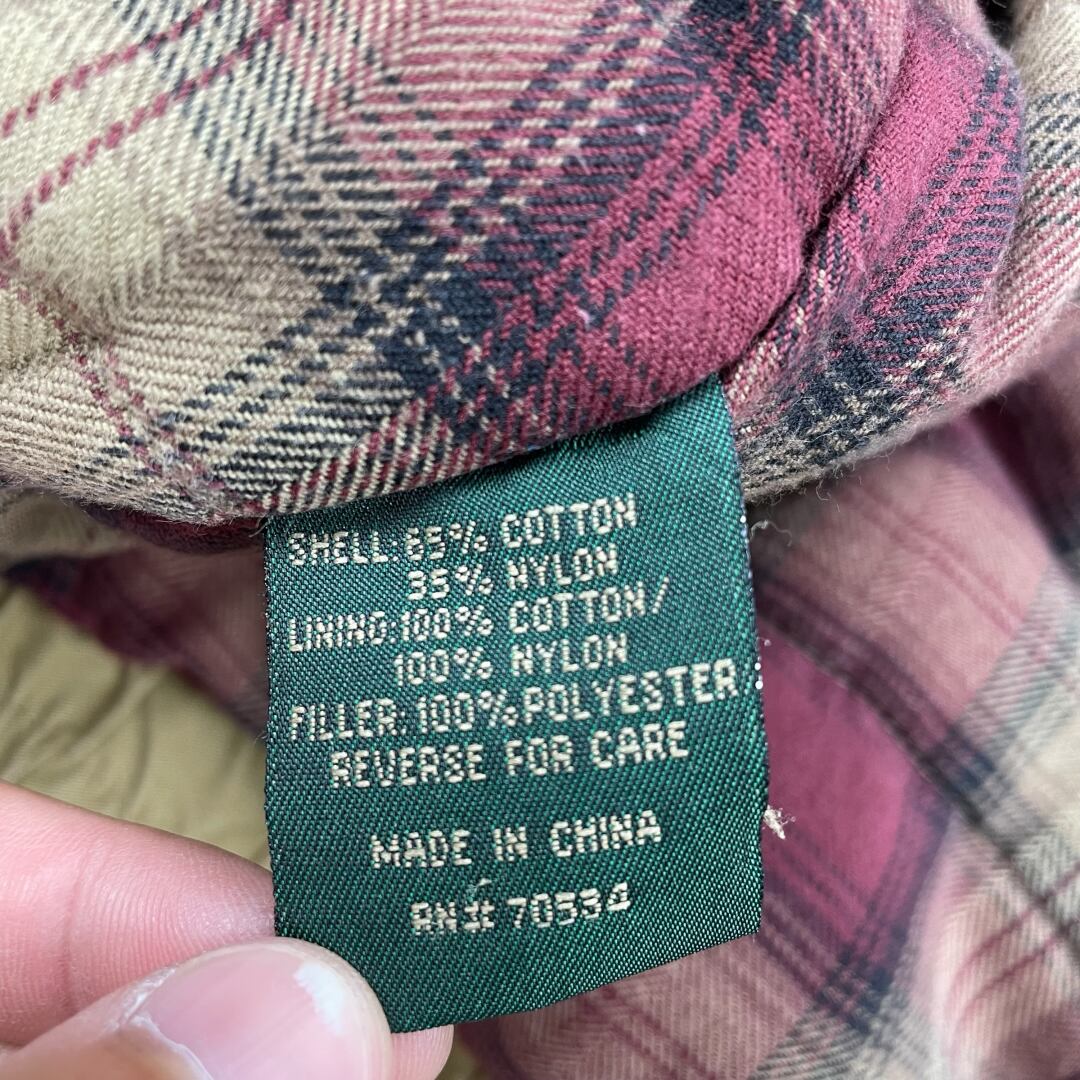 SHELL: 65% COTTON
35% NYLON
LINING: 100% COTTON/
100% NYLON
FILLER: 100% POLYESTER
REVERSE FOR CARE
MADE IN CHINA
RN# 70534